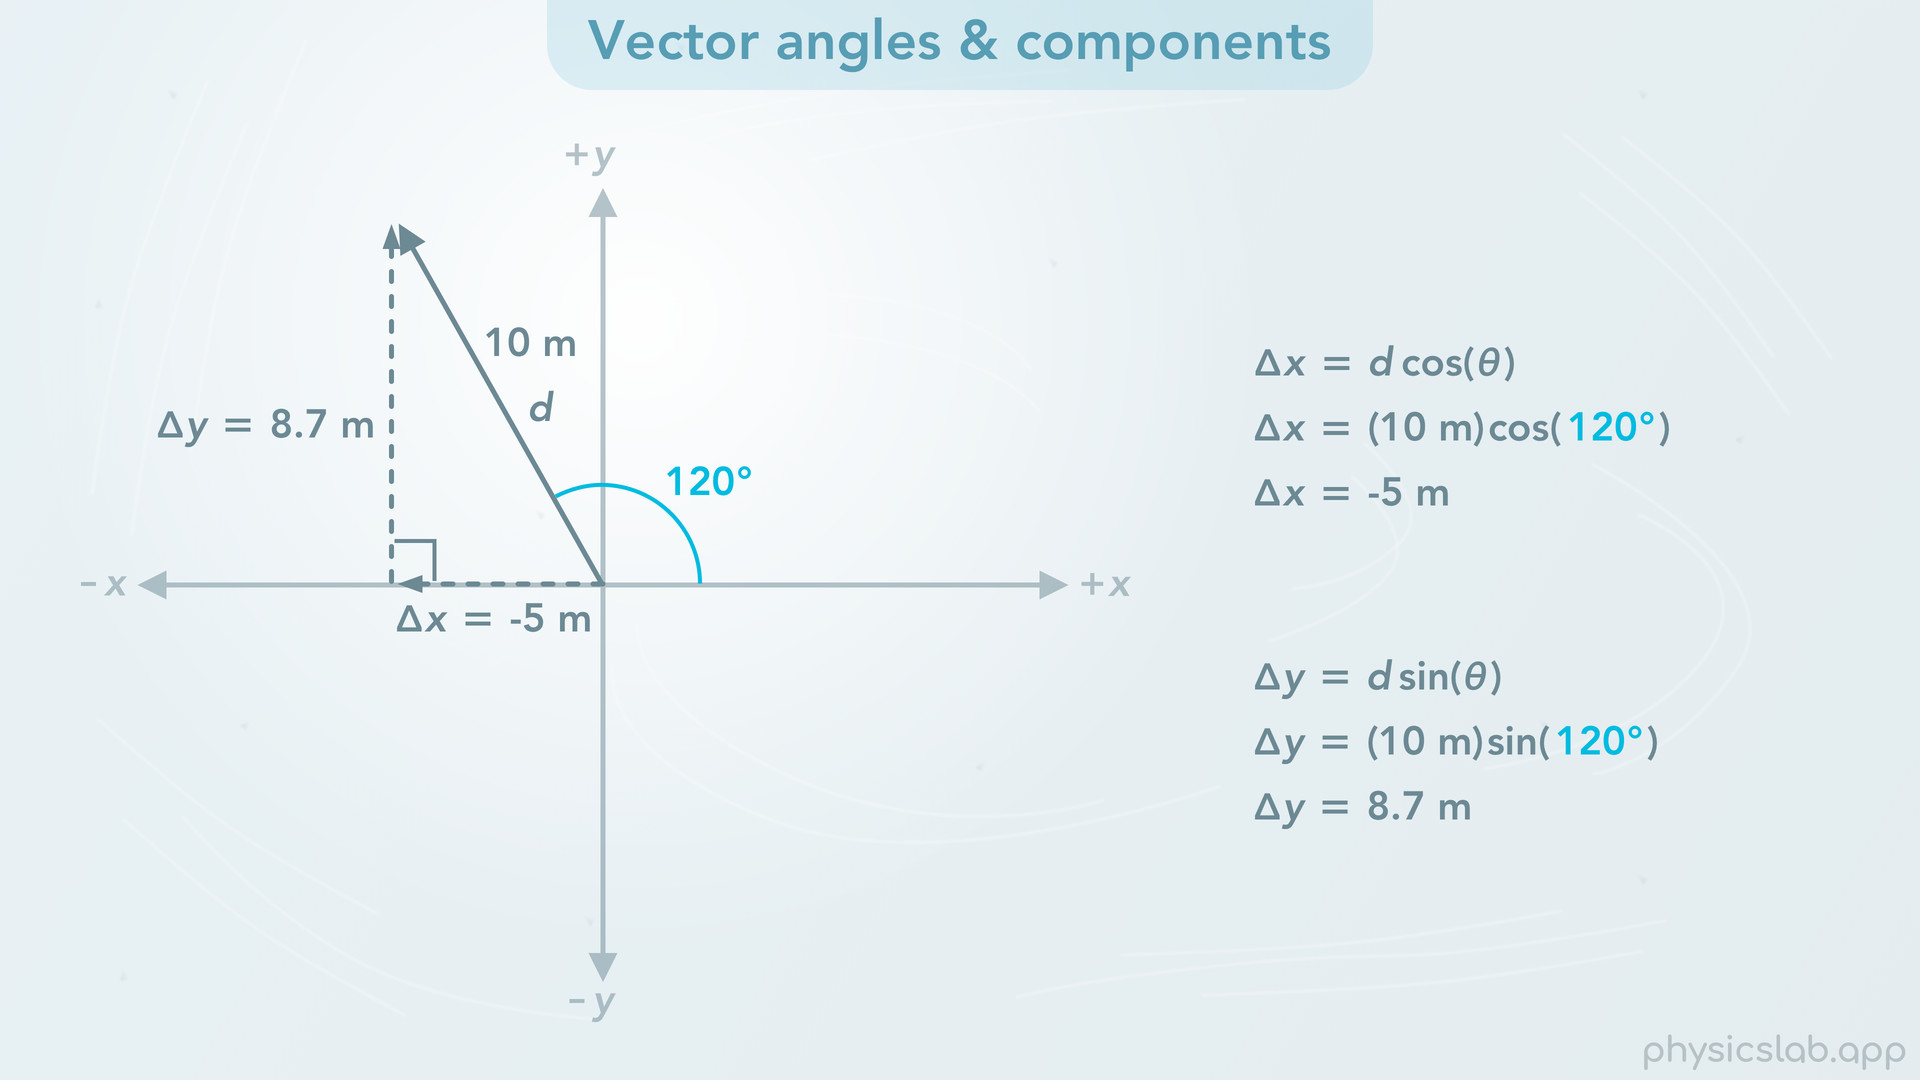 Vector angles & components
+y
10 m
d
Δy = 8.7 m
120°
-x
+x
Δx = -5 m
-y
Δx = d cos(θ)
Δx = (10 m)cos(120°)
Δx = -5 m
Δy = d sin(θ)
Δy = (10 m)sin(120°)
Δy = 8.7 m
physicslab.app